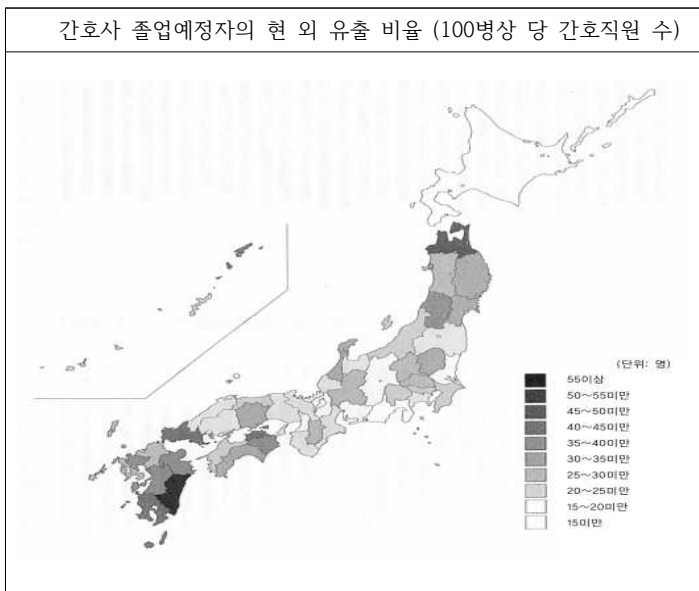 간호사 졸업예정자의 현 외 유출 비율 (100병상 당 간호직원 수)
(단위: 명)
55이상
50~55미만
45~50미만
40~45미만
35~40미만
30~35미만
25~30미만
20~25미만
15~20미만
15미만